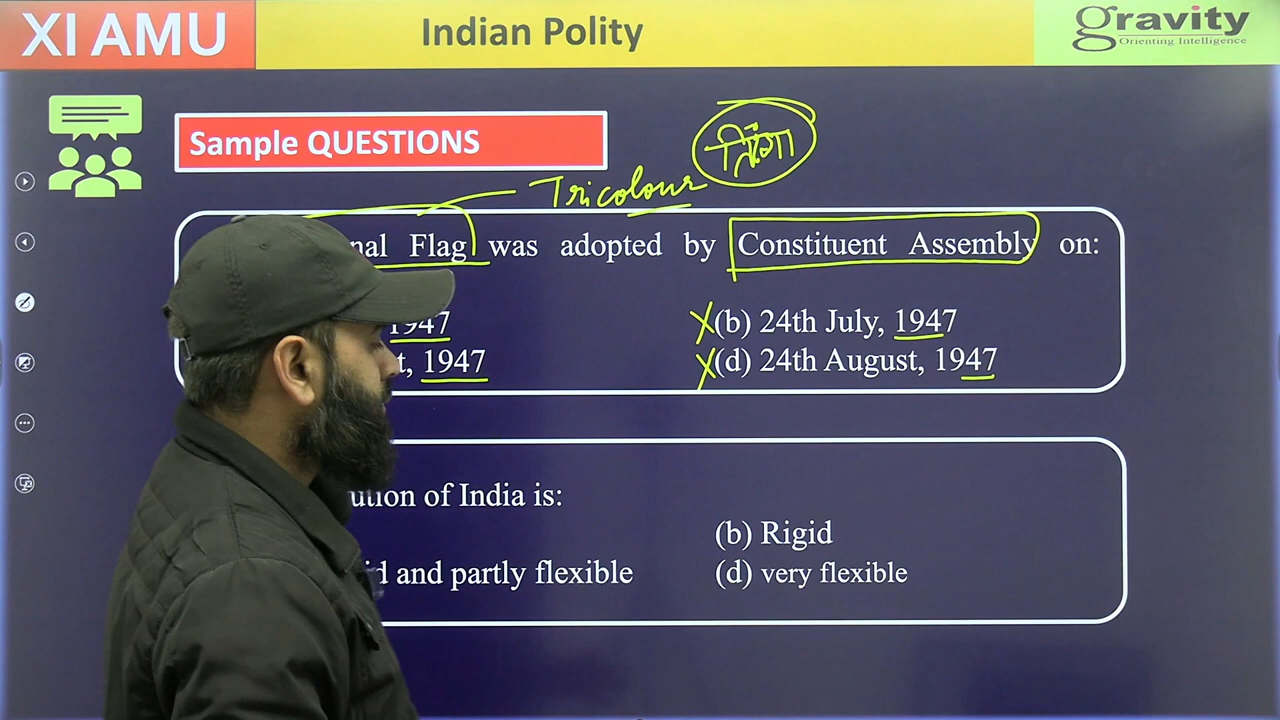 XI AMU
Indian Polity
gravity
Orienting Intelligence
Sample QUESTIONS
तिरंगा
Tricolour
nal Flag was adopted by Constituent Assembly on:
1947 X(b) 24th July, 1947
t, 1947 X(d) 24th August, 1947
ution of India is:
(b) Rigid
id and partly flexible (d) very flexible